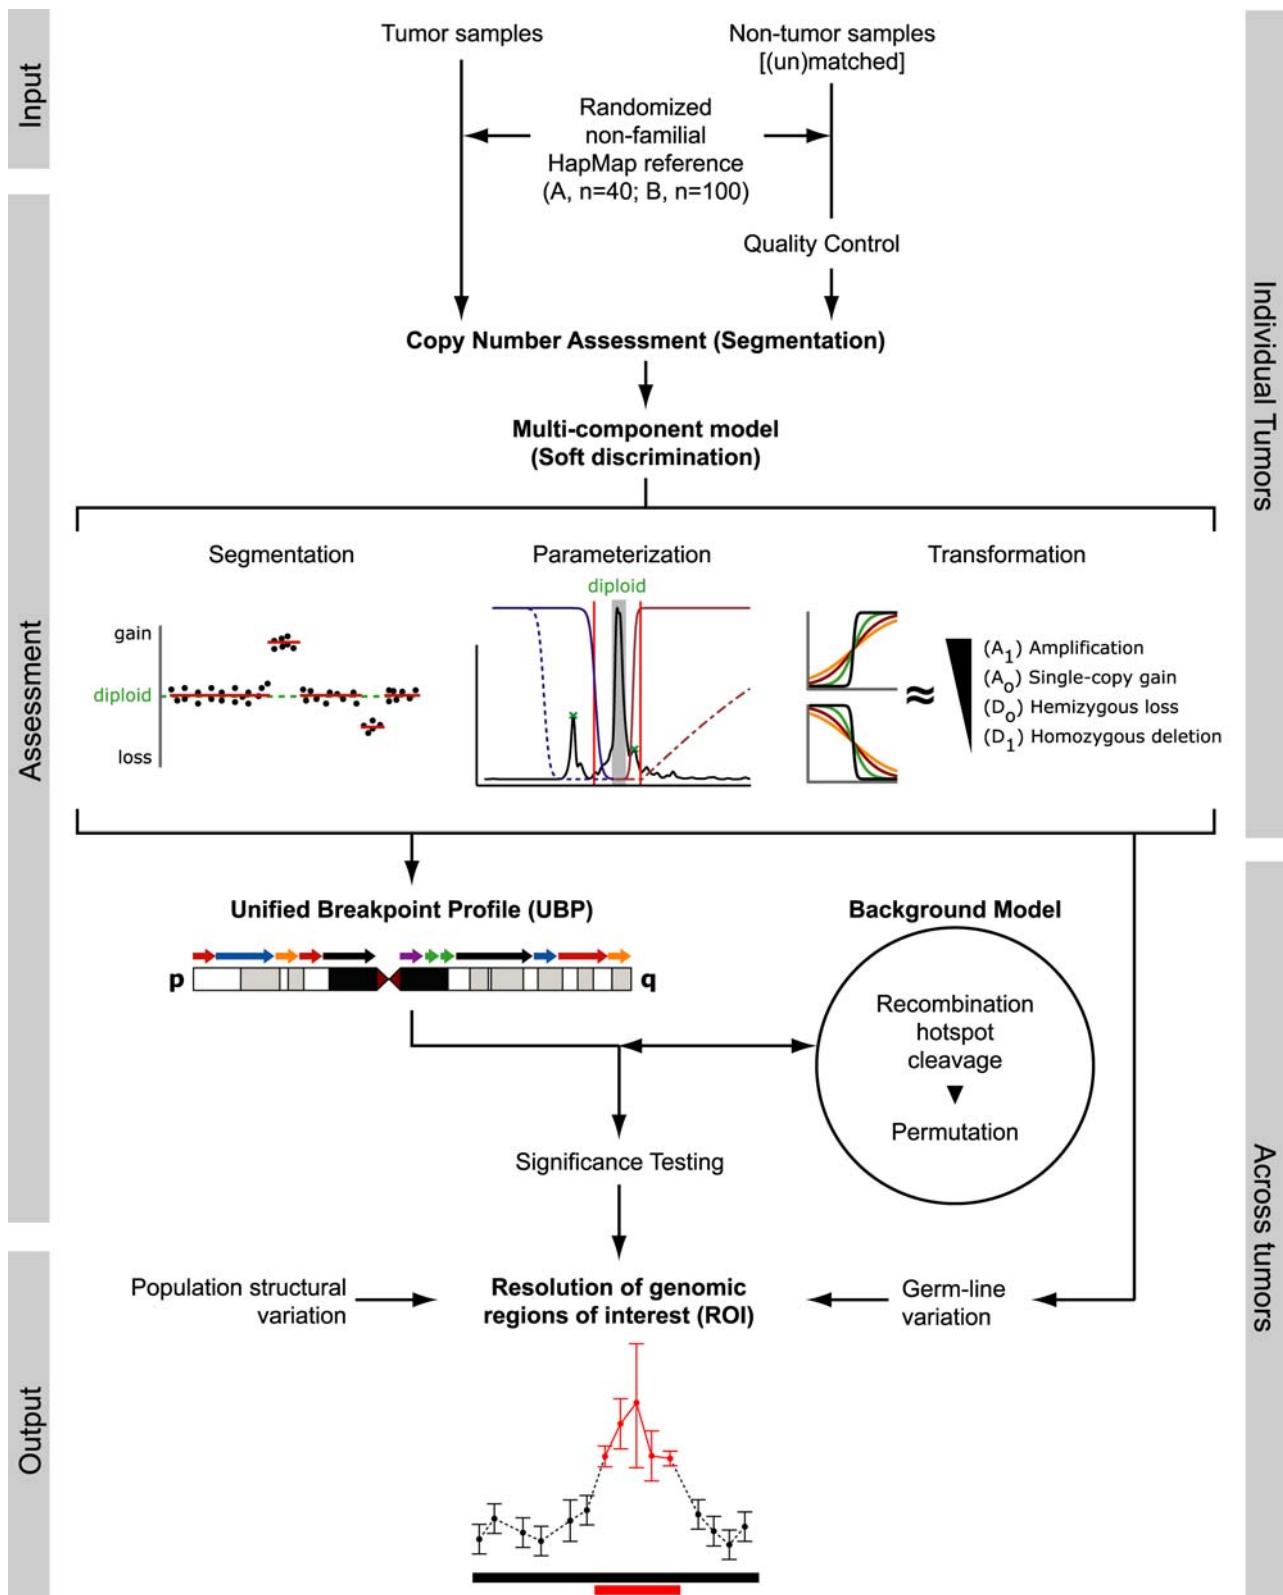 Input
Assessment
Output
Individual Tumors
Across tumors
Tumor samples
Non-tumor samples
[(un)matched]
Randomized
non-familial
HapMap reference
(A, n=40; B, n=100)
Quality Control
Copy Number Assessment (Segmentation)
Multi-component model
(Soft discrimination)
Segmentation
Parameterization
Transformation
diploid
gain
diploid
loss
x
x
≈
(A1) Amplification
(Ao) Single-copy gain
(Do) Hemizygous loss
(D1) Homozygous deletion
Unified Breakpoint Profile (UBP)
Background Model
p
q
Recombination
hotspot
cleavage
Permutation
Significance Testing
Population structural
variation
Resolution of genomic
regions of interest (ROI)
Germ-line
variation